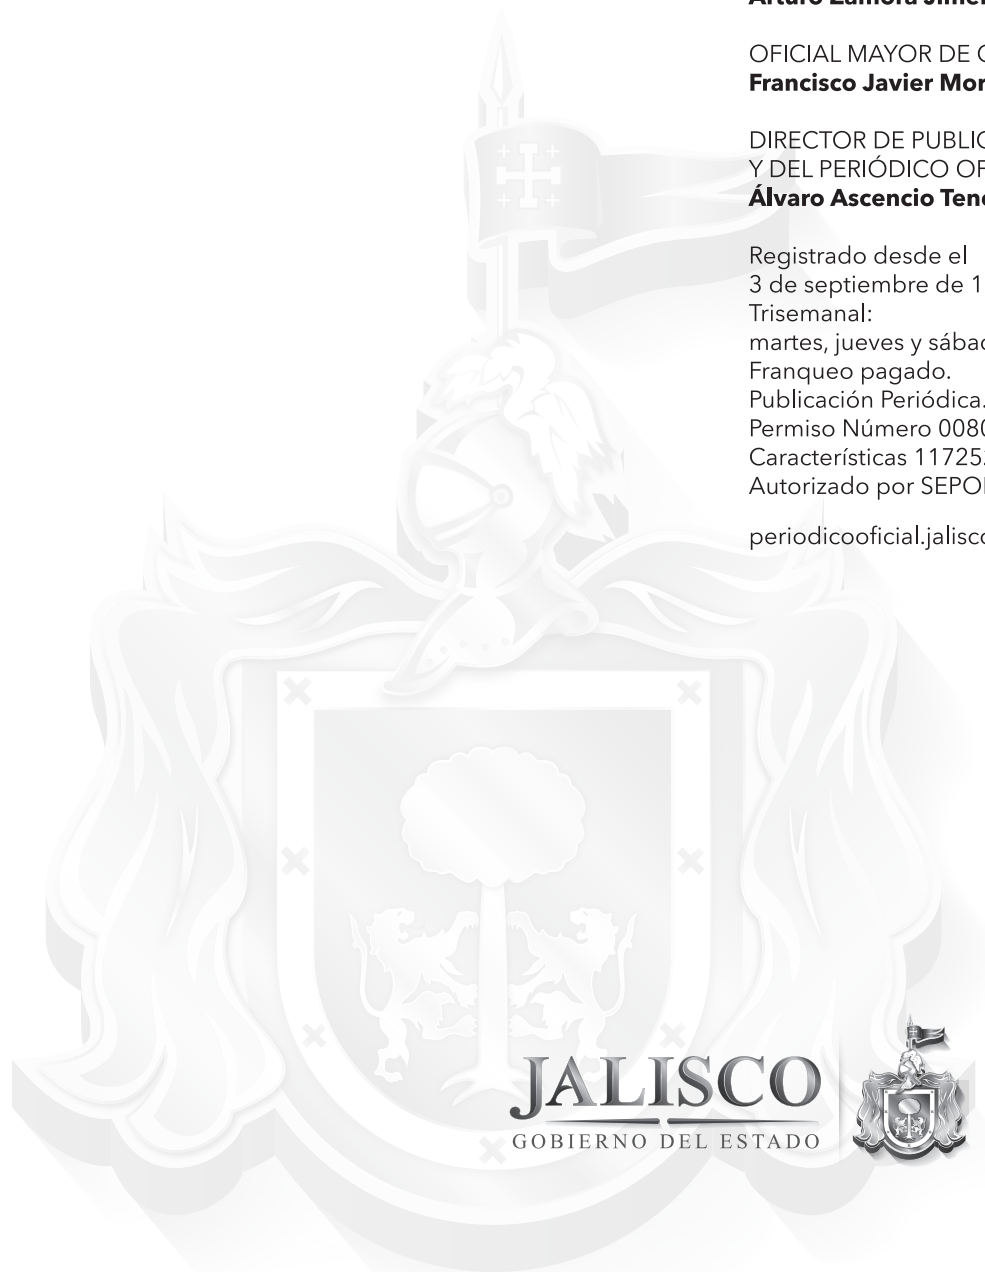 Arturo Zamora
OFICIAL MAYOR DE
Francisco Javier
DIRECTOR DE
Y DEL PERIÓDICO
Álvaro Ascencio
Registrado desde el
3 de septiembre de
Trisemanal:
martes, jueves y
Franqueo pagado.
Publicación Periódica.
Permiso Número
Características
Autorizado por
JALISCO
GOBIERNO DEL ESTADO